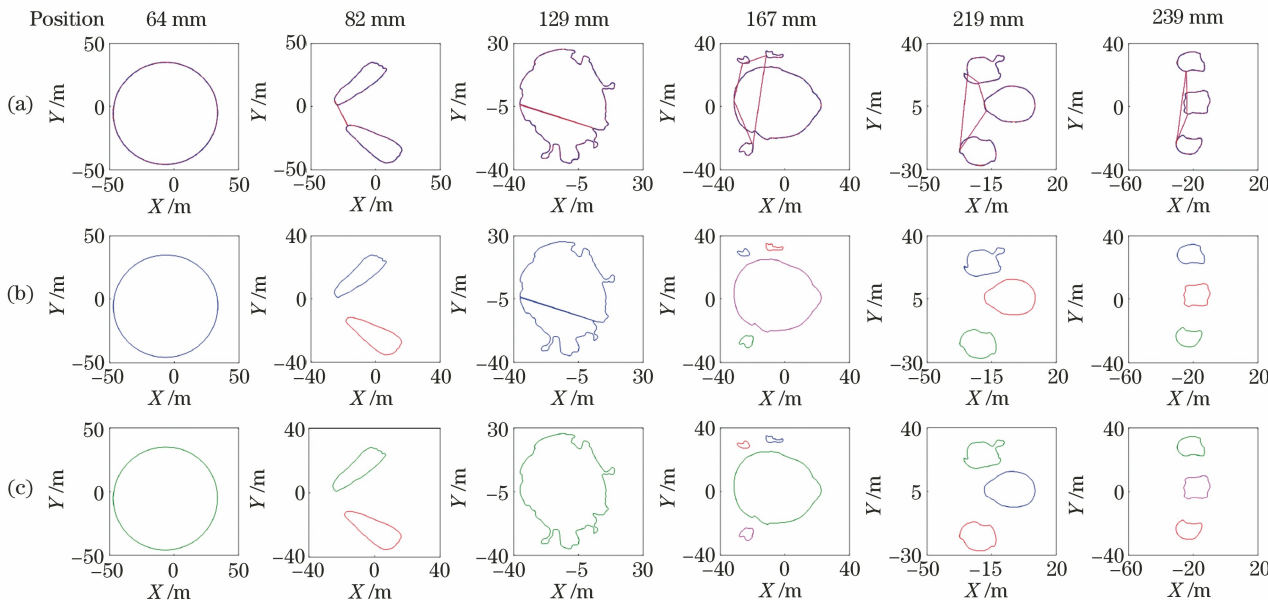 Position 64 mm 82 mm 129 mm 167 mm 219 mm 239 mm
50 50 30 40 40 40
(a) Y /m 0 Y /m 0 Y /m −5 Y /m 0 Y /m 5 Y /m 0
−50 −50 −40 −40 −30 −40
−50 0 50 −40 0 40 −40 −5 30 −40 0 40 −50 −15 20 −60 −20 20
X /m X /m X /m X /m X /m X /m
50 40 30 40 40 40
(b) Y /m 0 Y /m 0 Y /m −5 Y /m 0 Y /m 5 Y /m 0
−50 −40 −40 −40 −30 −40
−50 0 50 −40 0 40 −40 −5 30 −40 0 40 −50 −15 20 −60 −20 20
X /m X /m X /m X /m X /m X /m
50 40 30 40 40 40
(c) Y /m 0 Y /m 0 Y /m −5 Y /m 0 Y /m 5 Y /m 0
−50 −40 −40 −40 −30 −40
−50 0 50 −40 0 40 −40 −5 30 −40 0 40 −50 −15 20 −60 −20 20
X /m X /m X /m X /m X /m X /m